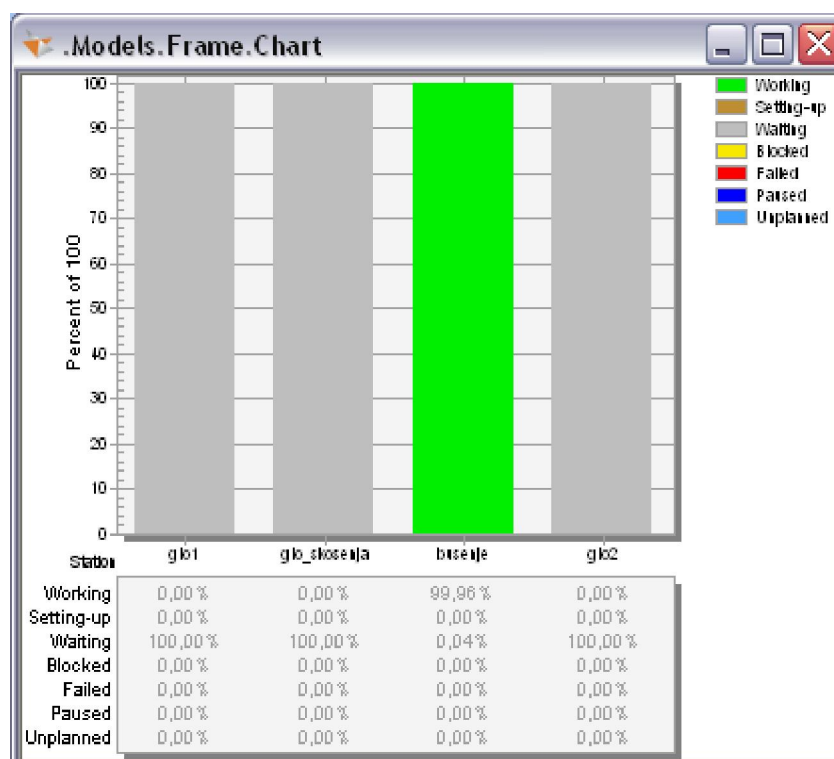 .Models.Frame.Chart
Working
Setting-up
Waiting
Blocked
Failed
Paused
Unplanned
Percent of 100
100
90
80
70
60
50
40
30
20
10
0
Station glo1 glo_skosenja busenje glo2
Working 0,00% 0,00% 99,96% 0,00%
Setting-up 0,00% 0,00% 0,00% 0,00%
Waiting 100,00% 100,00% 0,04% 100,00%
Blocked 0,00% 0,00% 0,00% 0,00%
Failed 0,00% 0,00% 0,00% 0,00%
Paused 0,00% 0,00% 0,00% 0,00%
Unplanned 0,00% 0,00% 0,00% 0,00%